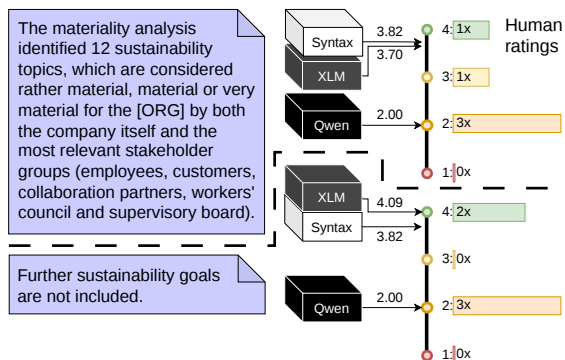 The materiality analysis
identified 12 sustainability
topics, which are considered
rather material, material or very
material for the [ORG] by both
the company itself and the
most relevant stakeholder
groups (employees, customers,
collaboration partners, workers'
council and supervisory board).
Syntax
3.82
XLM
3.70
Qwen
2.00
Human
ratings
4: 1x
3: 1x
2: 3x
1: 0x
Further sustainability goals
are not included.
XLM
4.09
Syntax
3.82
Qwen
2.00
4: 2x
3: 0x
2: 3x
1: 0x